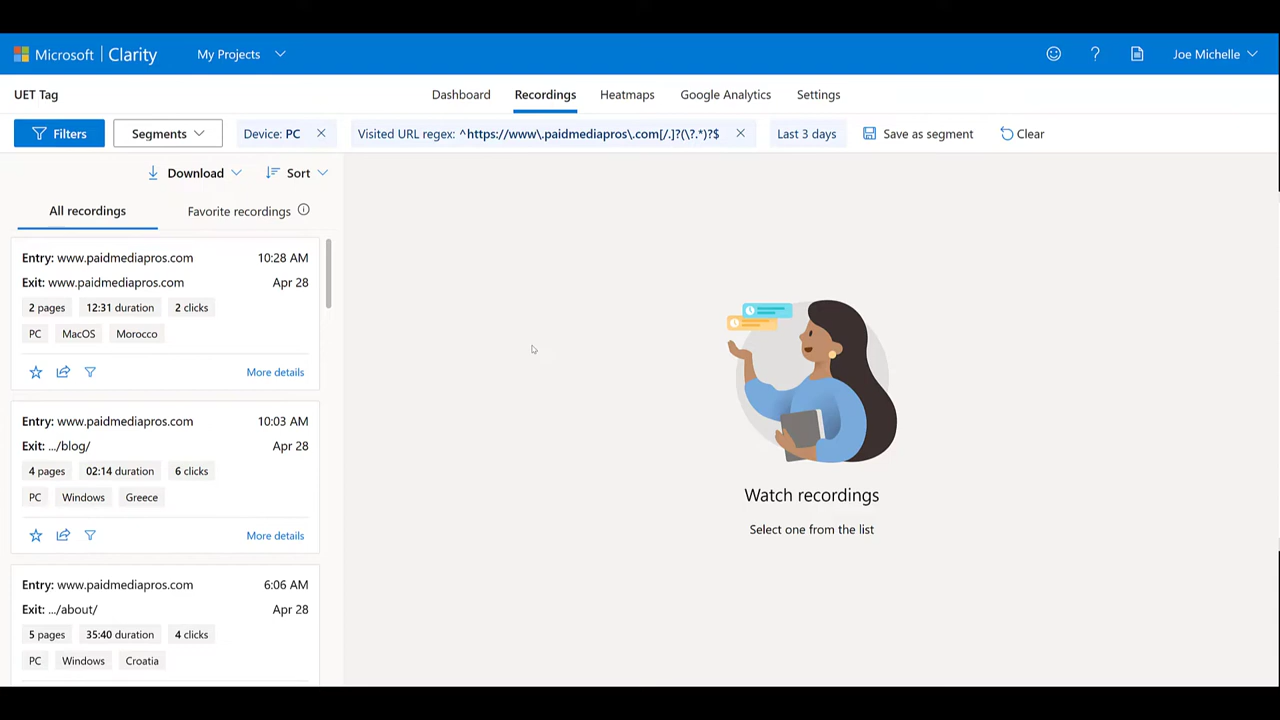 Microsoft | Clarity My Projects Joe Michelle
UET Tag Dashboard Recordings Heatmaps Google Analytics Settings
Filters Segments Device: PC Visited URL regex: ^https://www\.paidmediapros\.com[/.]?(\?.*)?$ Last 3 days Save as segment Clear
Download Sort
All recordings Favorite recordings
Entry: www.paidmediapros.com 10:28 AM
Exit: www.paidmediapros.com Apr 28
2 pages 12:31 duration 2 clicks
PC MacOS Morocco
More details
Entry: www.paidmediapros.com 10:03 AM
Exit: .../blog/ Apr 28
4 pages 02:14 duration 6 clicks
PC Windows Greece
More details
Entry: www.paidmediapros.com 6:06 AM
Exit: .../about/ Apr 28
5 pages 35:40 duration 4 clicks
PC Windows Croatia
Watch recordings
Select one from the list